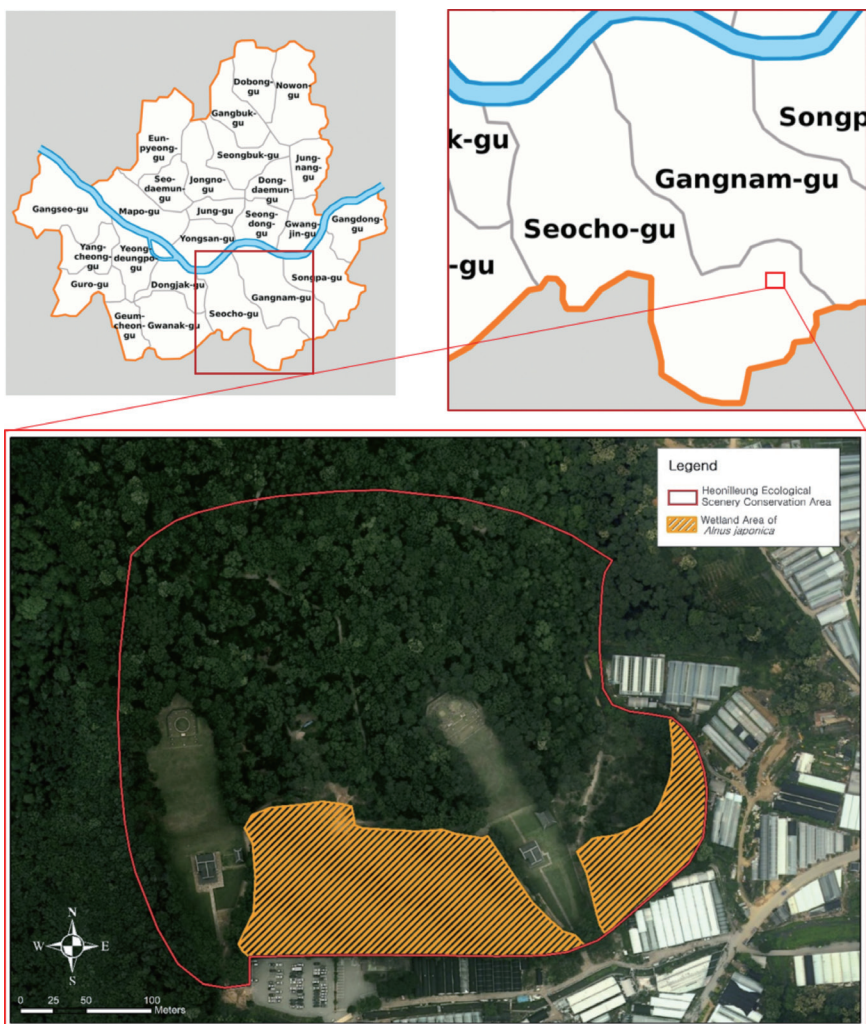 Dobong-
gu
Nowon-
gu
Gangbuk-
gu
Eun-
pyeong-
gu
Seongbuk-gu
Jung-
nang-
gu
Seo-
daemun-
gu
Jongno-
gu
Dong-
daemun-
gu
Gangseo-gu
Mapo-gu
Jung-gu
Seong-
dong-
gu
Gwang-
jin-gu
Gangdong-
gu
Yongsan-gu
Yang-
cheong-
gu
Yeong-
deungpo-
gu
Songpa-gu
Guro-gu
Dongjak-gu
Gangnam-gu
Geum-
cheon-
gu
Gwanak-gu
Seocho-gu
k-gu
Songp
Gangnam-gu
Seocho-gu
-gu
Legend
Heonilleung Ecological
Scenery Conservation Area
Wetland Area of
Alnus japonica
N
W E
S
0 25 50 100
Meters